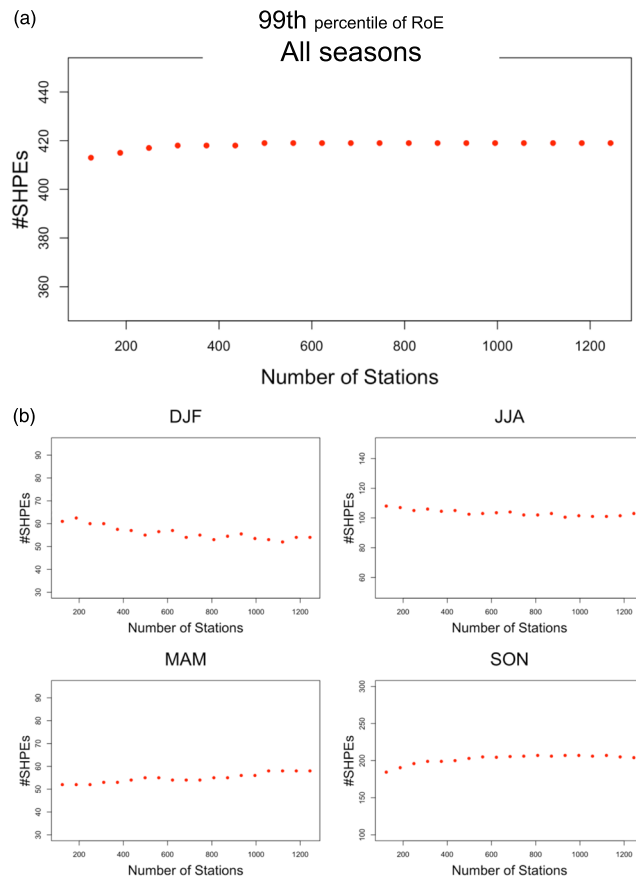 (a)
99th percentile of RoE
All seasons
#SHPEs
440
420
400
380
360
200 400 600 800 1000 1200
Number of Stations
(b)
DJF
#SHPEs
90
80
70
60
50
40
30
200 400 600 800 1000 1200
Number of Stations
JJA
#SHPEs
140
120
100
80
60
200 400 600 800 1000 1200
Number of Stations
MAM
#SHPEs
90
80
70
60
50
40
30
200 400 600 800 1000 1200
Number of Stations
SON
#SHPEs
300
250
200
150
100
200 400 600 800 1000 1200
Number of Stations